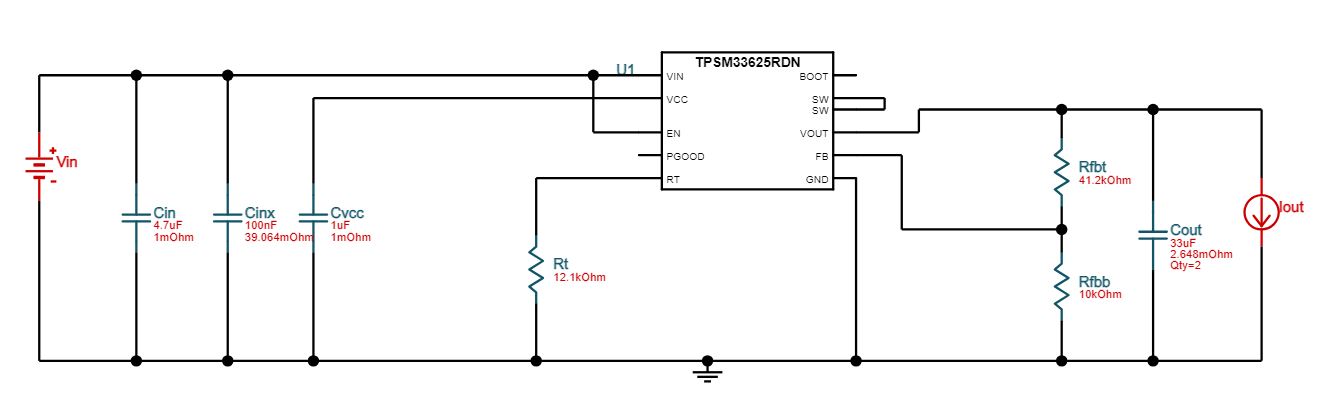 TPSM33625RDN
U1
VIN
BOOT
VCC
SW
SW
EN
VOUT
PGOOD
FB
RT
GND
+
Vin
-
Cin
4.7uF
1mOhm
Cinx
100nF
39.064mOhm
Cvcc
1uF
1mOhm
Rt
12.1kOhm
Rfbt
41.2kOhm
Rfbb
10kOhm
Cout
33uF
2.648mOhm
Qty=2
Iout